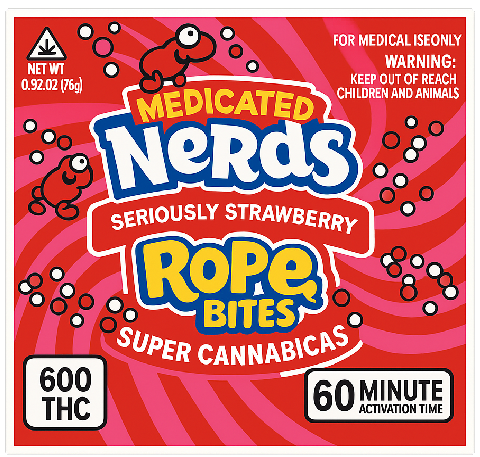 NET WT
0.92.02 (76g)
FOR MEDICAL ISEONLY
WARNING:
KEEP OUT OF REACH
CHILDREN AND ANIMALS
MEDICATED
NeRdS
SERIOUSLY STRAWBERRY
ROPe
BITES
SUPER CANNABICAS
600
THC
60 MINUTE
ACTIVATION TIME